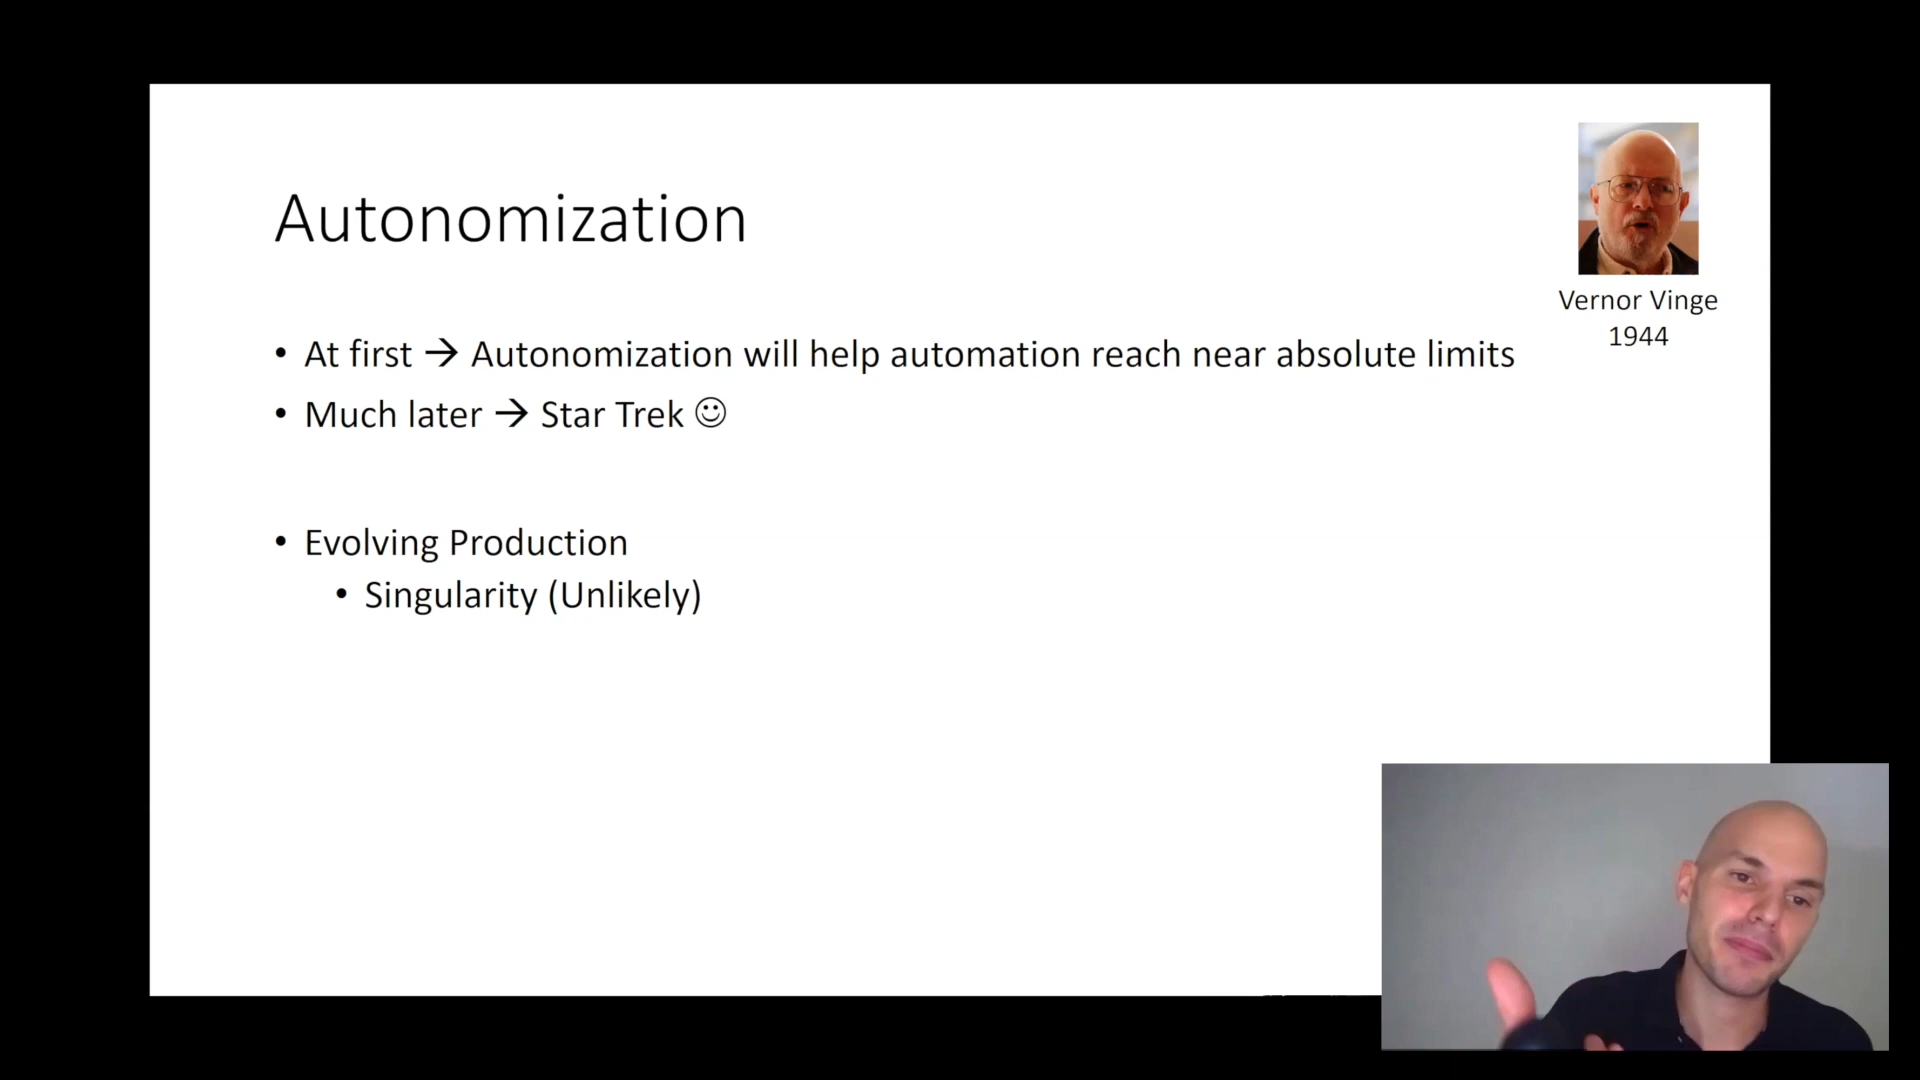 Autonomization
Vernor Vinge
1944
• At first → Autonomization will help automation reach near absolute limits
• Much later → Star Trek ☺
• Evolving Production
• Singularity (Unlikely)